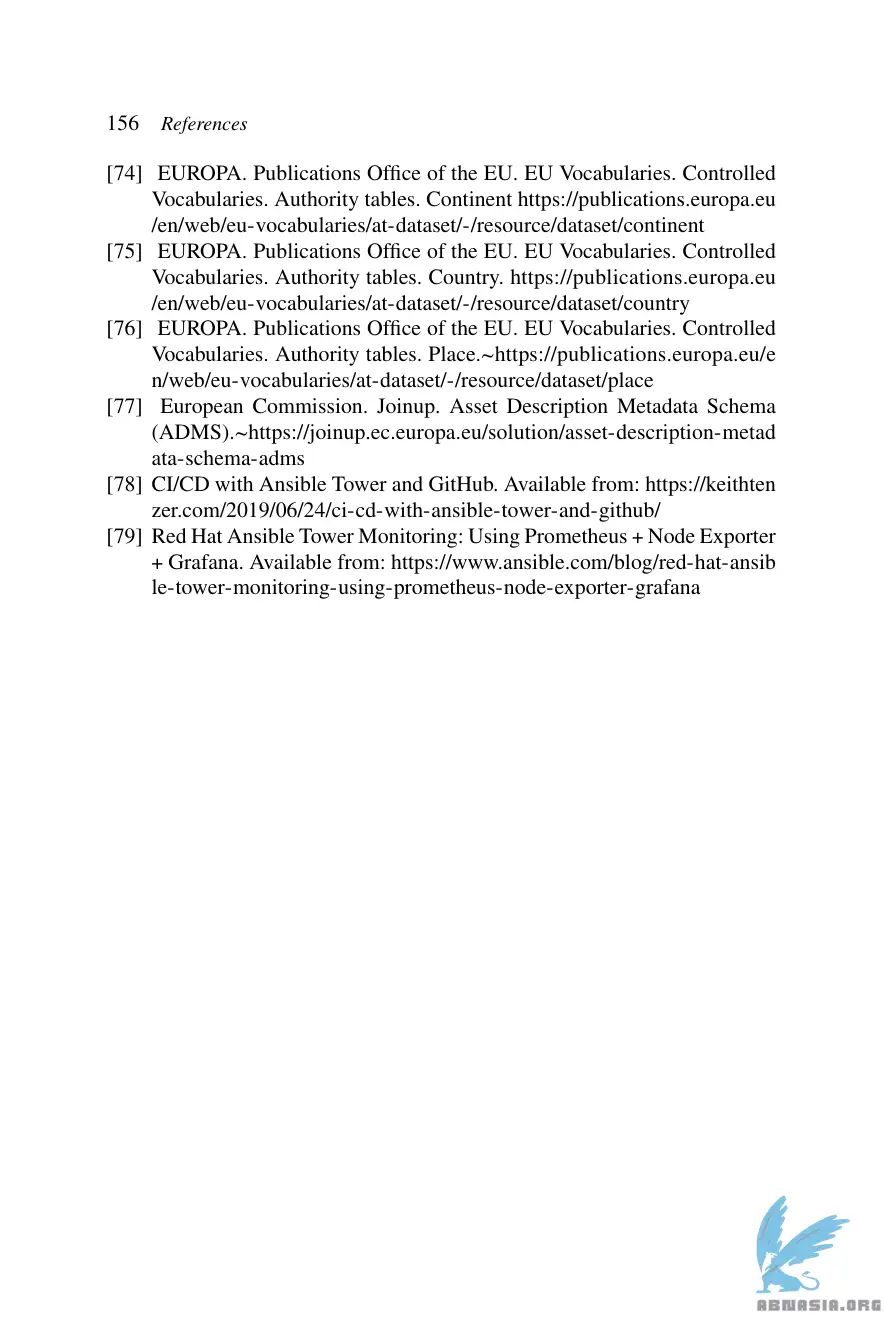 156 References
[74] EUROPA. Publications Office of the EU. EU Vocabularies. Controlled
Vocabularies. Authority tables. Continent https://publications.europa.eu
/en/web/eu-vocabularies/at-dataset/-/resource/dataset/continent
[75] EUROPA. Publications Office of the EU. EU Vocabularies. Controlled
Vocabularies. Authority tables. Country. https://publications.europa.eu
/en/web/eu-vocabularies/at-dataset/-/resource/dataset/country
[76] EUROPA. Publications Office of the EU. EU Vocabularies. Controlled
Vocabularies. Authority tables. Place.~https://publications.europa.eu/e
n/web/eu-vocabularies/at-dataset/-/resource/dataset/place
[77] European Commission. Joinup. Asset Description Metadata Schema
(ADMS).~https://joinup.ec.europa.eu/solution/asset-description-metad
ata-schema-adms
[78] CI/CD with Ansible Tower and GitHub. Available from: https://keithten
zer.com/2019/06/24/ci-cd-with-ansible-tower-and-github/
[79] Red Hat Ansible Tower Monitoring: Using Prometheus + Node Exporter
+ Grafana. Available from: https://www.ansible.com/blog/red-hat-ansib
le-tower-monitoring-using-prometheus-node-exporter-grafana
ABNASIA.ORG